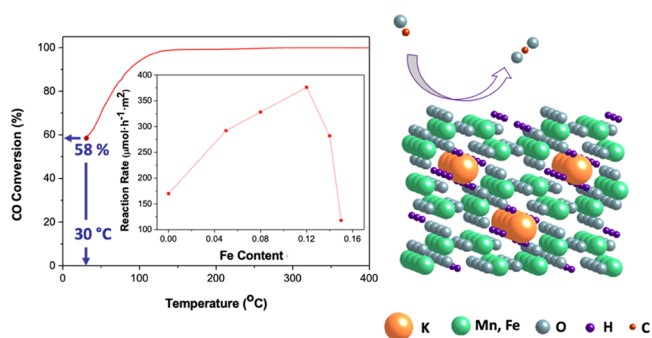 CO Conversion (%)
100
80
60
40
20
0
58 %
30 °C
0
100
200
300
400
Temperature (°C)
Reaction Rate (μmol·h⁻¹·m²)
400
350
300
250
200
150
100
0.00
0.04
0.08
0.12
0.16
Fe Content
K
Mn, Fe
O
H
C